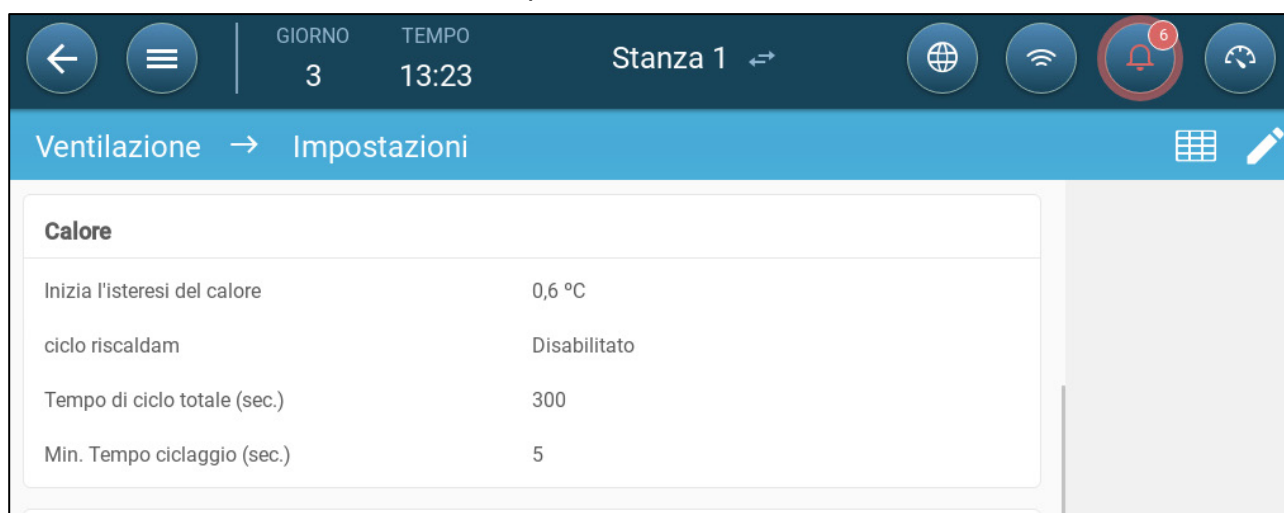 GIORNO TEMPO
3 13:23 Stanza 1 6
Ventilazione → Impostazioni
Calore
Inizia l'isteresi del calore 0,6 ºC
ciclo riscaldam Disabilitato
Tempo di ciclo totale (sec.) 300
Min. Tempo ciclaggio (sec.) 5